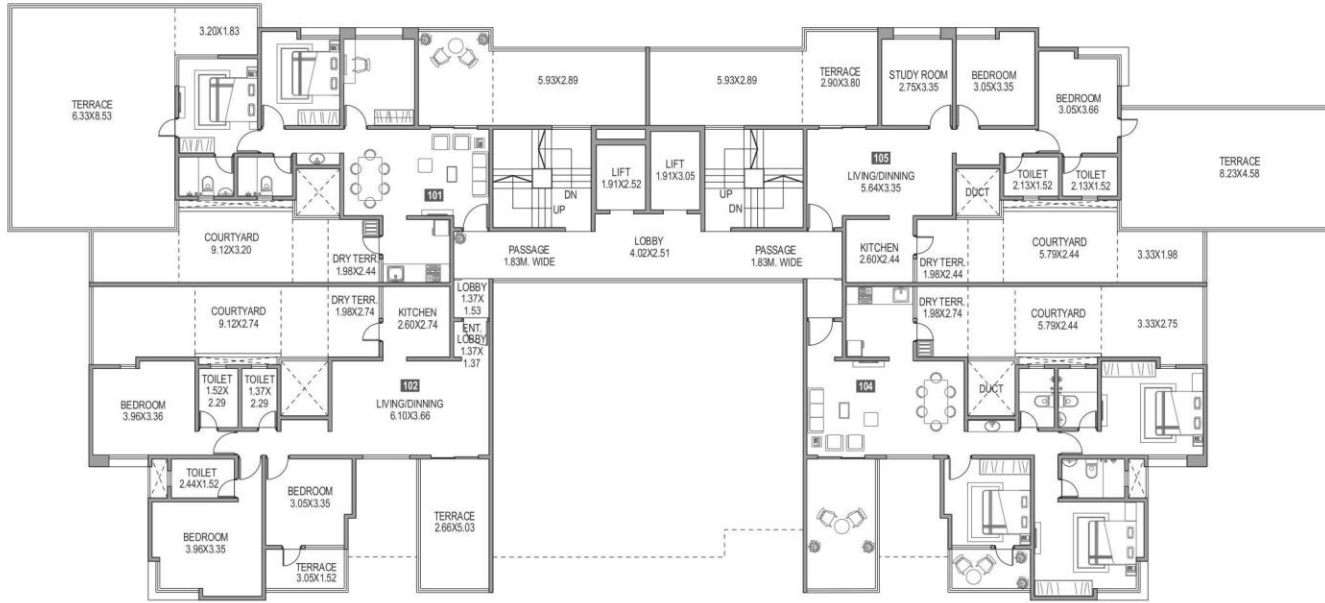 3.20X1.83
TERRACE
6.33X8.53
5.93X2.89
5.93X2.89
TERRACE
2.90X3.80
STUDY ROOM
2.75X3.35
BEDROOM
3.05X3.35
BEDROOM
3.05X3.66
TERRACE
8.23X4.58
101
DN
UP
LIFT
1.91X2.52
LIFT
1.91X3.05
UP
DN
105
LIVING/DINNING
5.64X3.35
TOILET
2.13X1.52
TOILET
2.13X1.52
DUCT
COURTYARD
9.12X3.20
DRY TERR.
1.98X2.44
PASSAGE
1.83M. WIDE
LOBBY
4.02X2.51
PASSAGE
1.83M. WIDE
KITCHEN
2.60X2.44
DRY TERR.
1.98X2.44
COURTYARD
5.79X2.44
3.33X1.98
COURTYARD
9.12X2.74
DRY TERR.
1.98X2.74
KITCHEN
2.60X2.74
LOBBY
1.37X
1.53
ENT.
LOBBY
1.37X
1.37
DRY TERR.
1.98X2.74
COURTYARD
5.79X2.44
3.33X2.75
BEDROOM
3.96X3.36
TOILET
1.52X
2.29
TOILET
1.37X
2.29
102
LIVING/DINNING
6.10X3.66
104
DUCT
TOILET
2.44X1.52
BEDROOM
3.05X3.35
BEDROOM
3.96X3.35
TERRACE
3.05X1.52
TERRACE
2.66X5.03